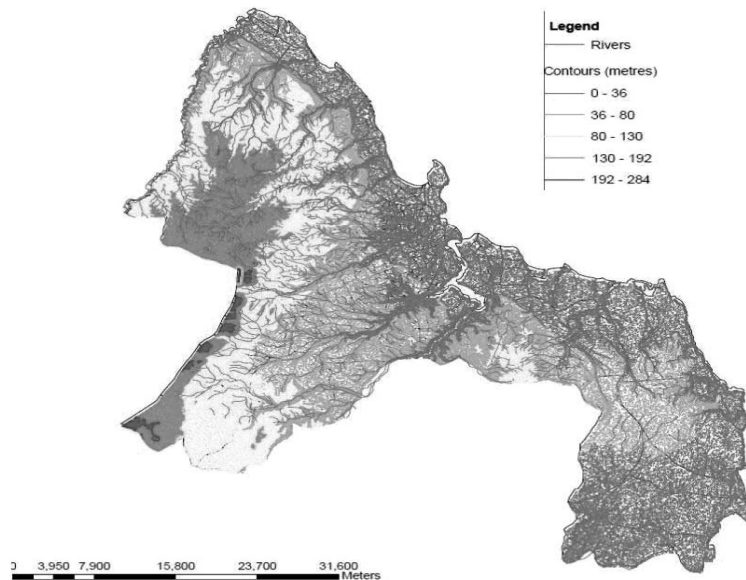 Legend
Rivers
Contours (metres)
0 - 36
36 - 80
80 - 130
130 - 192
192 - 284
0 3,950 7,900 15,800 23,700 31,600
Meters